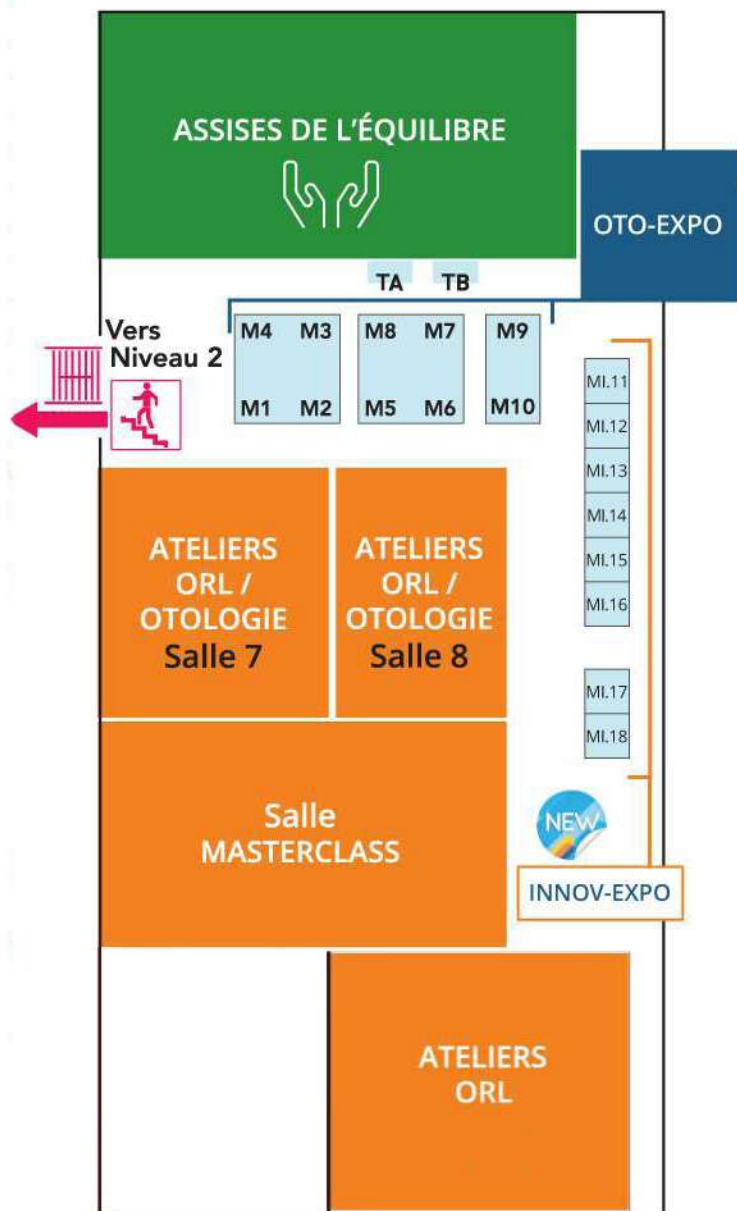 ASSISES DE L'ÉQUILIBRE
OTO-EXPO
TA TB
Vers
Niveau 2
M4 M3 M8 M7 M9
M1 M2 M5 M6 M10
MI.11
MI.12
MI.13
MI.14
MI.15
MI.16
MI.17
MI.18
ATELIERS
ORL /
OTOLOGIE
Salle 7
ATELIERS
ORL /
OTOLOGIE
Salle 8
Salle
MASTERCLASS
NEW
INNOV-EXPO
ATELIERS
ORL